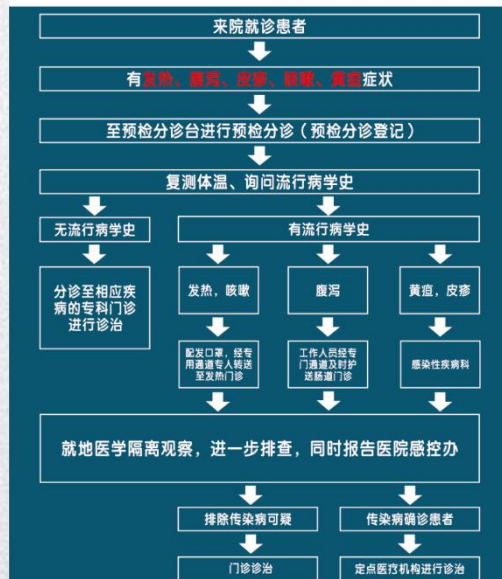 来院就诊患者
有发热、腹泻、皮疹、咳嗽、黄疸症状
至预检分诊台进行预检分诊（预检分诊登记）
复测体温、询问流行病学史
无流行病学史
有流行病学史
分诊至相应疾
病的专科门诊
进行诊治
发热，咳嗽
腹泻
黄疸，皮疹
配发口罩，经专
用通道专人转送
至发热门诊
工作人员经专
门通道及时护
送肠道门诊
感染性疾病科
就地医学隔离观察，进一步排查，同时报告医院感控办
排除传染病可疑
传染病确诊患者
门诊诊治
定点医疗机构进行诊治